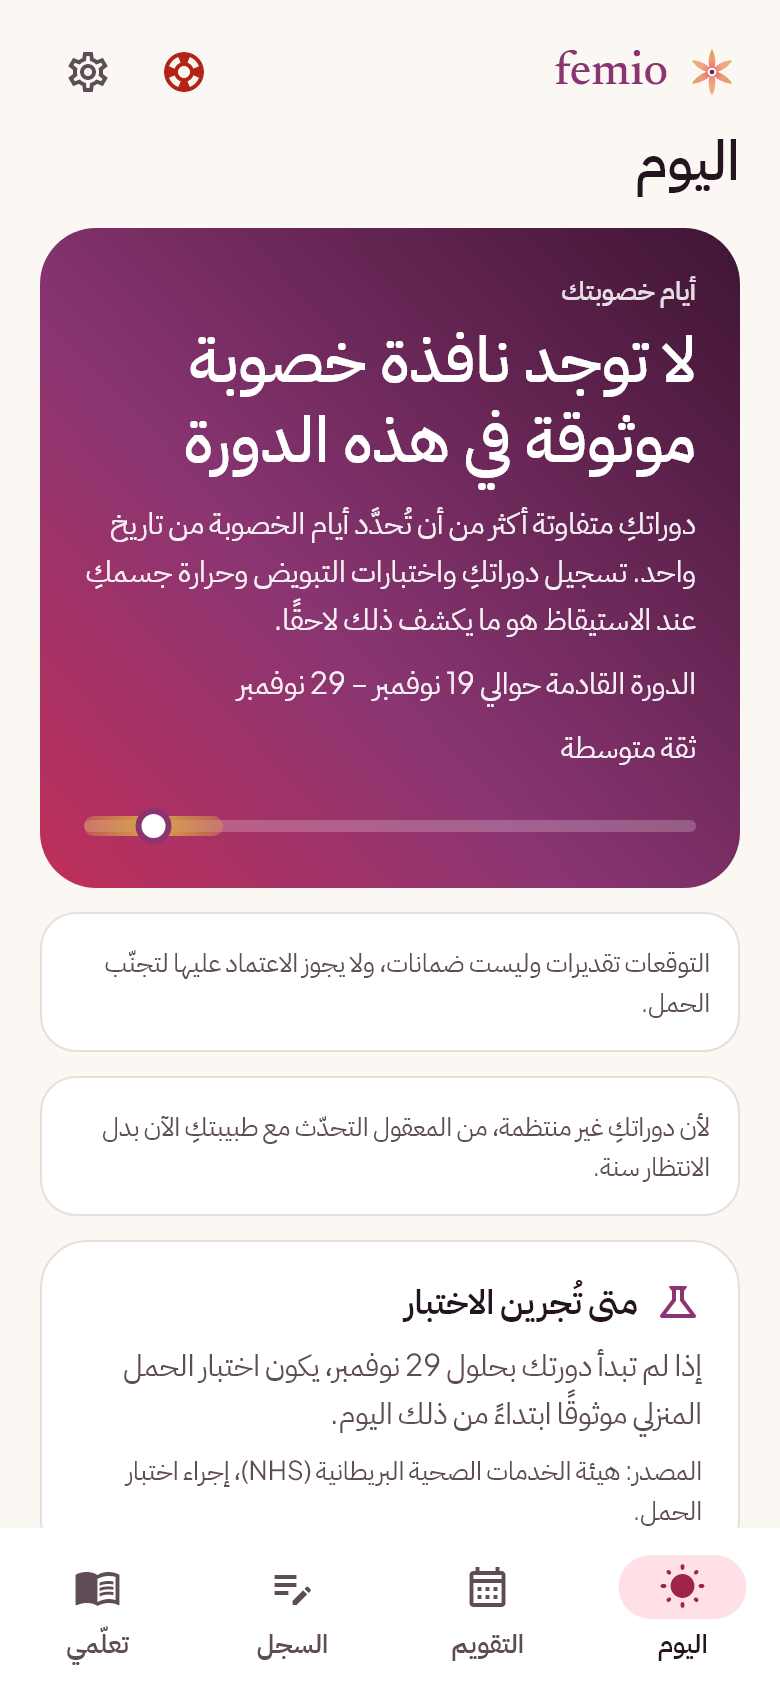 femio
اليوم
أيام خصوبتك
لا توجد نافذة خصوبة
موثوقة في هذه الدورة
دوراتكِ متفاوتة أكثر من أن تُحدَّد أيام الخصوبة من تاريخ
واحد. تسجيل دوراتكِ واختبارات التبويض وحرارة جسمكِ
عند الاستيقاظ هو ما يكشف ذلك لاحقًا.
الدورة القادمة حوالي 19 نوفمبر – 29 نوفمبر
ثقة متوسطة
التوقعات تقديرات وليست ضمانات، ولا يجوز الاعتماد عليها لتجنّب
الحمل.
لأن دوراتكِ غير منتظمة، من المعقول التحدّث مع طبيبتكِ الآن بدل
الانتظار سنة.
متى تُجرين الاختبار
إذا لم تبدأ دورتك بحلول 29 نوفمبر، يكون اختبار الحمل
المنزلي موثوقًا ابتداءً من ذلك اليوم.
المصدر: هيئة الخدمات الصحية البريطانية (NHS)، إجراء اختبار
الحمل.
اليوم
التقويم
السجل
تعلّمي